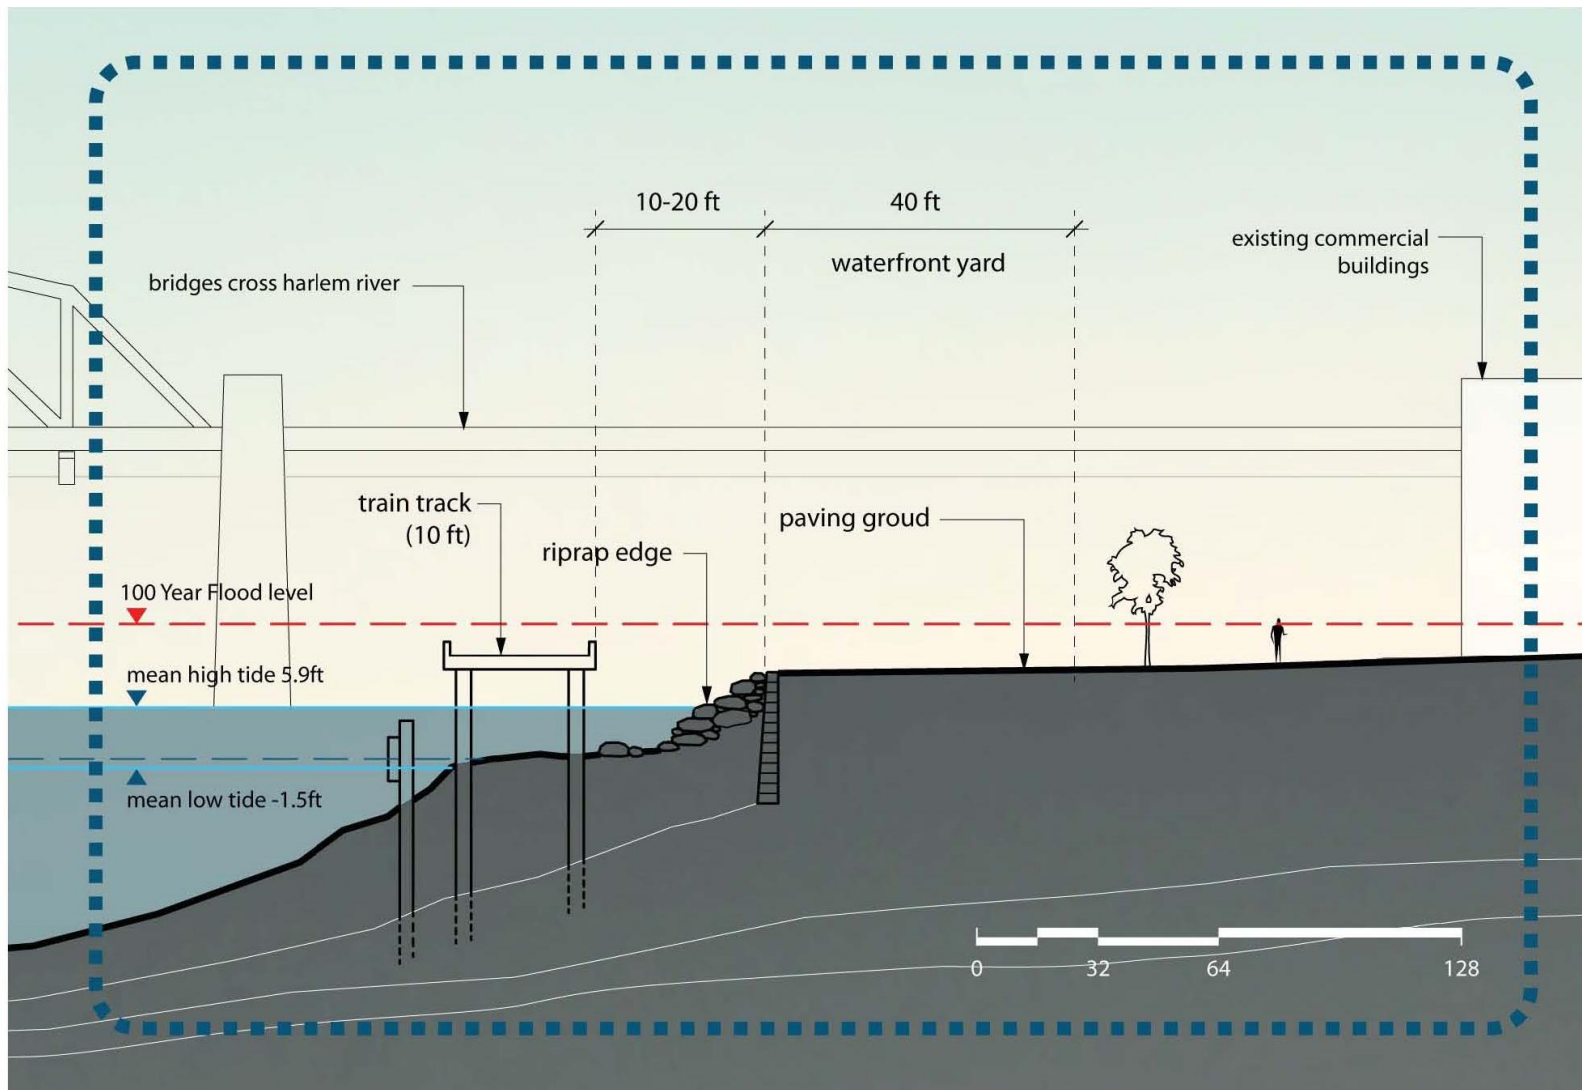 10-20 ft
40 ft
waterfront yard
existing commercial
buildings
bridges cross harlem river
train track
(10 ft)
riprap edge
paving groud
100 Year Flood level
mean high tide 5.9ft
mean low tide -1.5ft
0
32
64
128